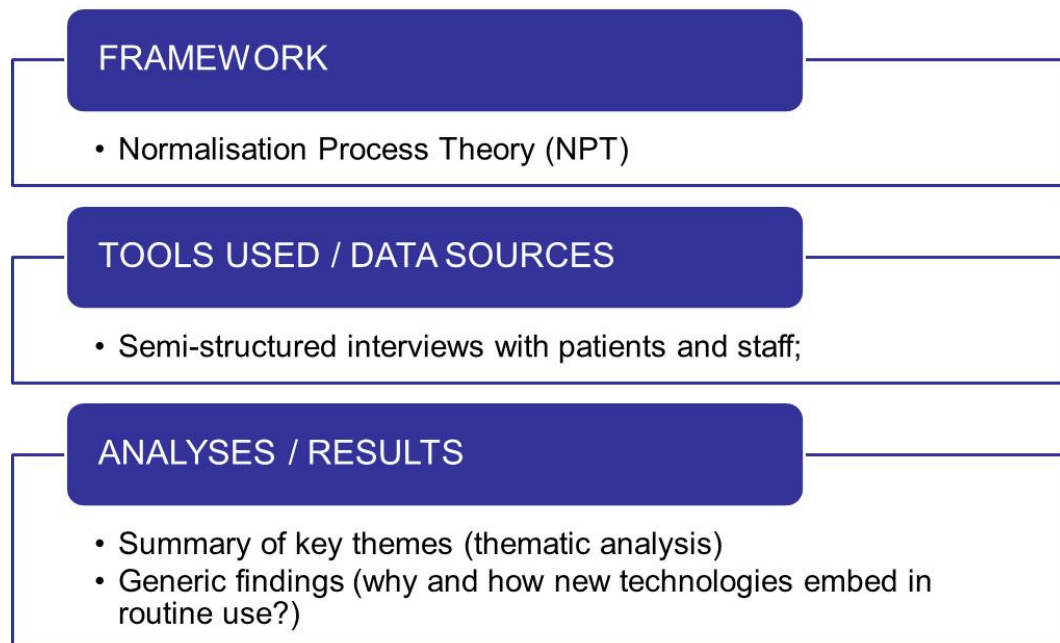 FRAMEWORK
• Normalisation Process Theory (NPT)
TOOLS USED / DATA SOURCES
• Semi-structured interviews with patients and staff;
ANALYSES / RESULTS
• Summary of key themes (thematic analysis)
• Generic findings (why and how new technologies embed in
routine use?)